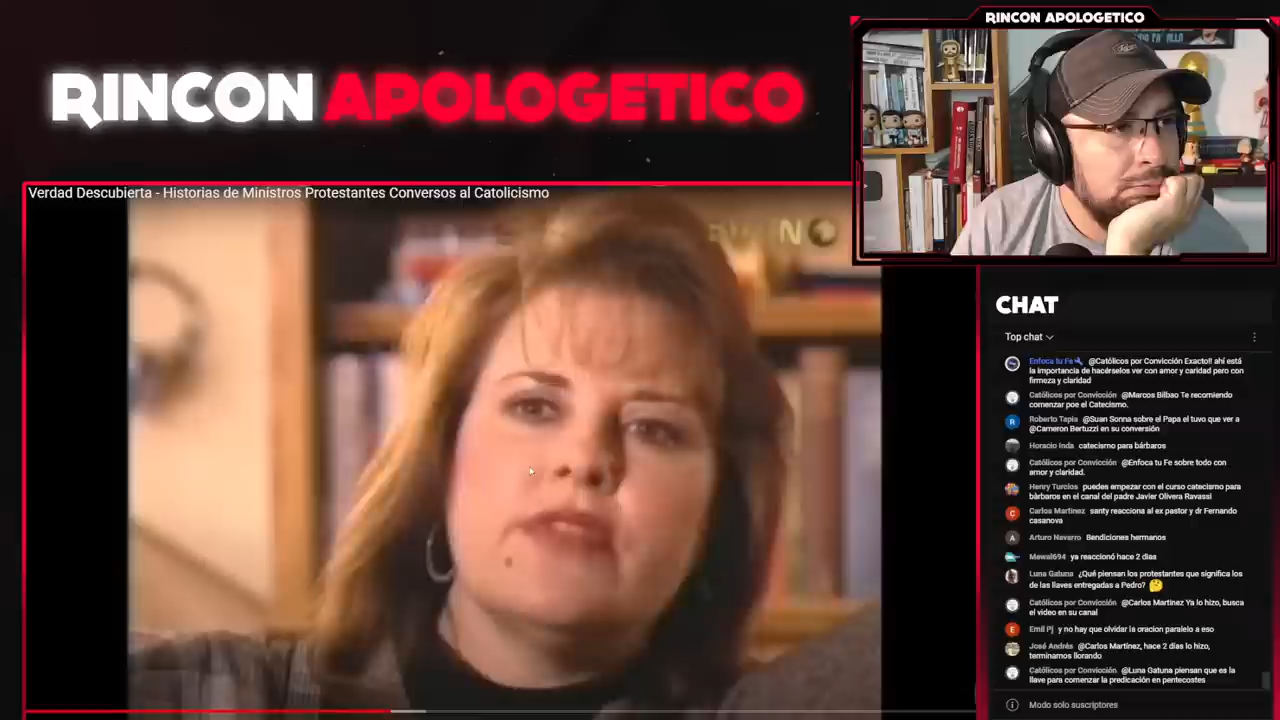 RINCON APOLOGETICO
RINCON APOLOGETICO
Verdad Descubierta - Historias de Ministros Protestantes Conversos al Catolicismo
CHAT
Top chat
Enfoca tu Fe @Católicos por Convicción Exacto!! ahí está
la importancia de hacérselos ver con amor y caridad pero con
firmeza y claridad
Católicos por Convicción @Marcos Bilbao Te recomiendo
comenzar poe el Catecismo.
Roberto Tapia @Suan Sonna sobre el Papa el tuvo que ver a
@Cameron Bertuzzi en su conversión
Horacio Inda catecismo para bárbaros
Católicos por Convicción @Enfoca tu Fe sobre todo con
amor y claridad.
Henry Turcios puedes empezar con el curso catecismo para
bàrbaros en el canal del padre Javier Olivera Ravassi
Carlos Martinez santy reacciona al ex pastor y dr Fernando
casanova
Arturo Navarro Bendiciones hermanos
Mewal694 ya reaccionó hace 2 dias
Luna Gatuna ¿Qué piensan los protestantes que significa los
de las llaves entregadas a Pedro? 🤔
Católicos por Convicción @Carlos Martinez Ya lo hizo, busca
el video en su canal
Emil Pj y no hay que olvidar la oracion paralelo a eso
José Andrés @Carlos Martínez, hace 2 días lo hizo,
terminamos llorando
Católicos por Convicción @Luna Gatuna piensan que es la
llave para comenzar la predicación en pentecostes
Modo solo suscriptores